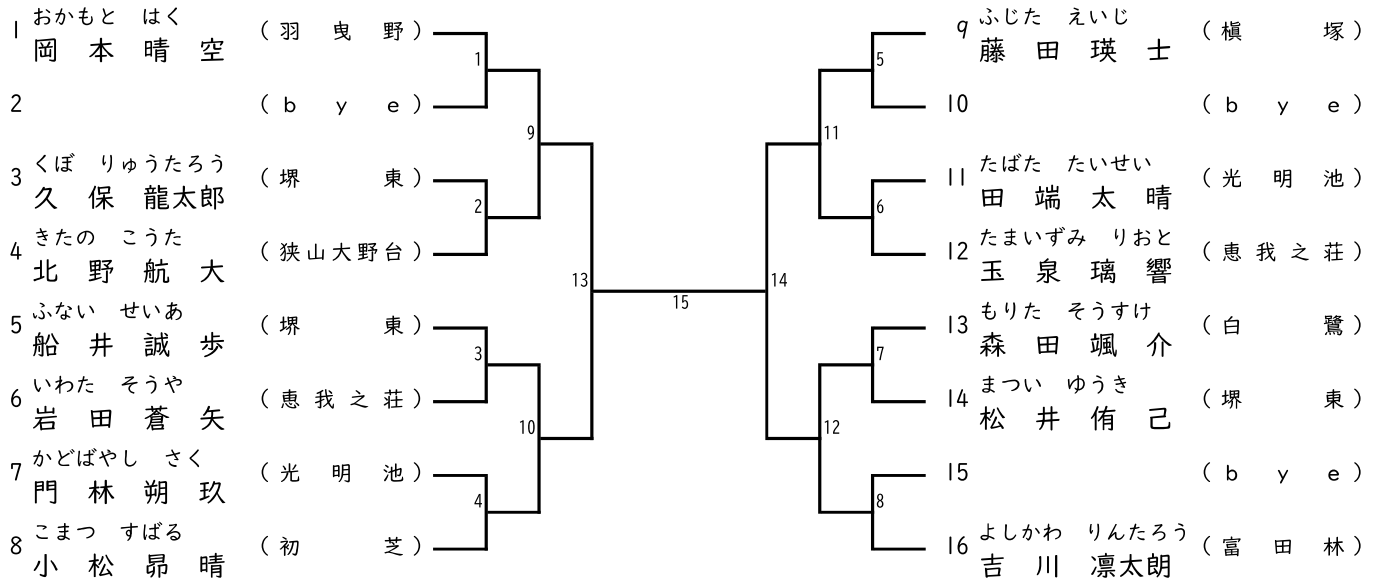 おかもと はく
1 岡本晴空 (羽曳野)
2 (bye)
くぼ りゅうたろう
3 久保龍太郎 (堺東)
きたの こうた
4 北野航大 (狭山大野台)
ふない せいあ
5 船井誠歩 (堺東)
いわた そうや
6 岩田蒼矢 (恵我之荘)
かどばやし さく
7 門林朔玖 (光明池)
こまつ すばる
8 小松昴晴 (初芝)
1
2
3
4
9
10
13
15
14
11
12
5
6
7
8
ふじた えいじ
9 藤田瑛士 (槇塚)
10 (bye)
たばた たいせい
11 田端太晴 (光明池)
たまいずみ りおと
12 玉泉璃響 (恵我之荘)
もりた そうすけ
13 森田颯介 (白鷺)
まつい ゆうき
14 松井侑己 (堺東)
15 (bye)
よしかわ りんたろう
16 吉川凛太朗 (富田林)